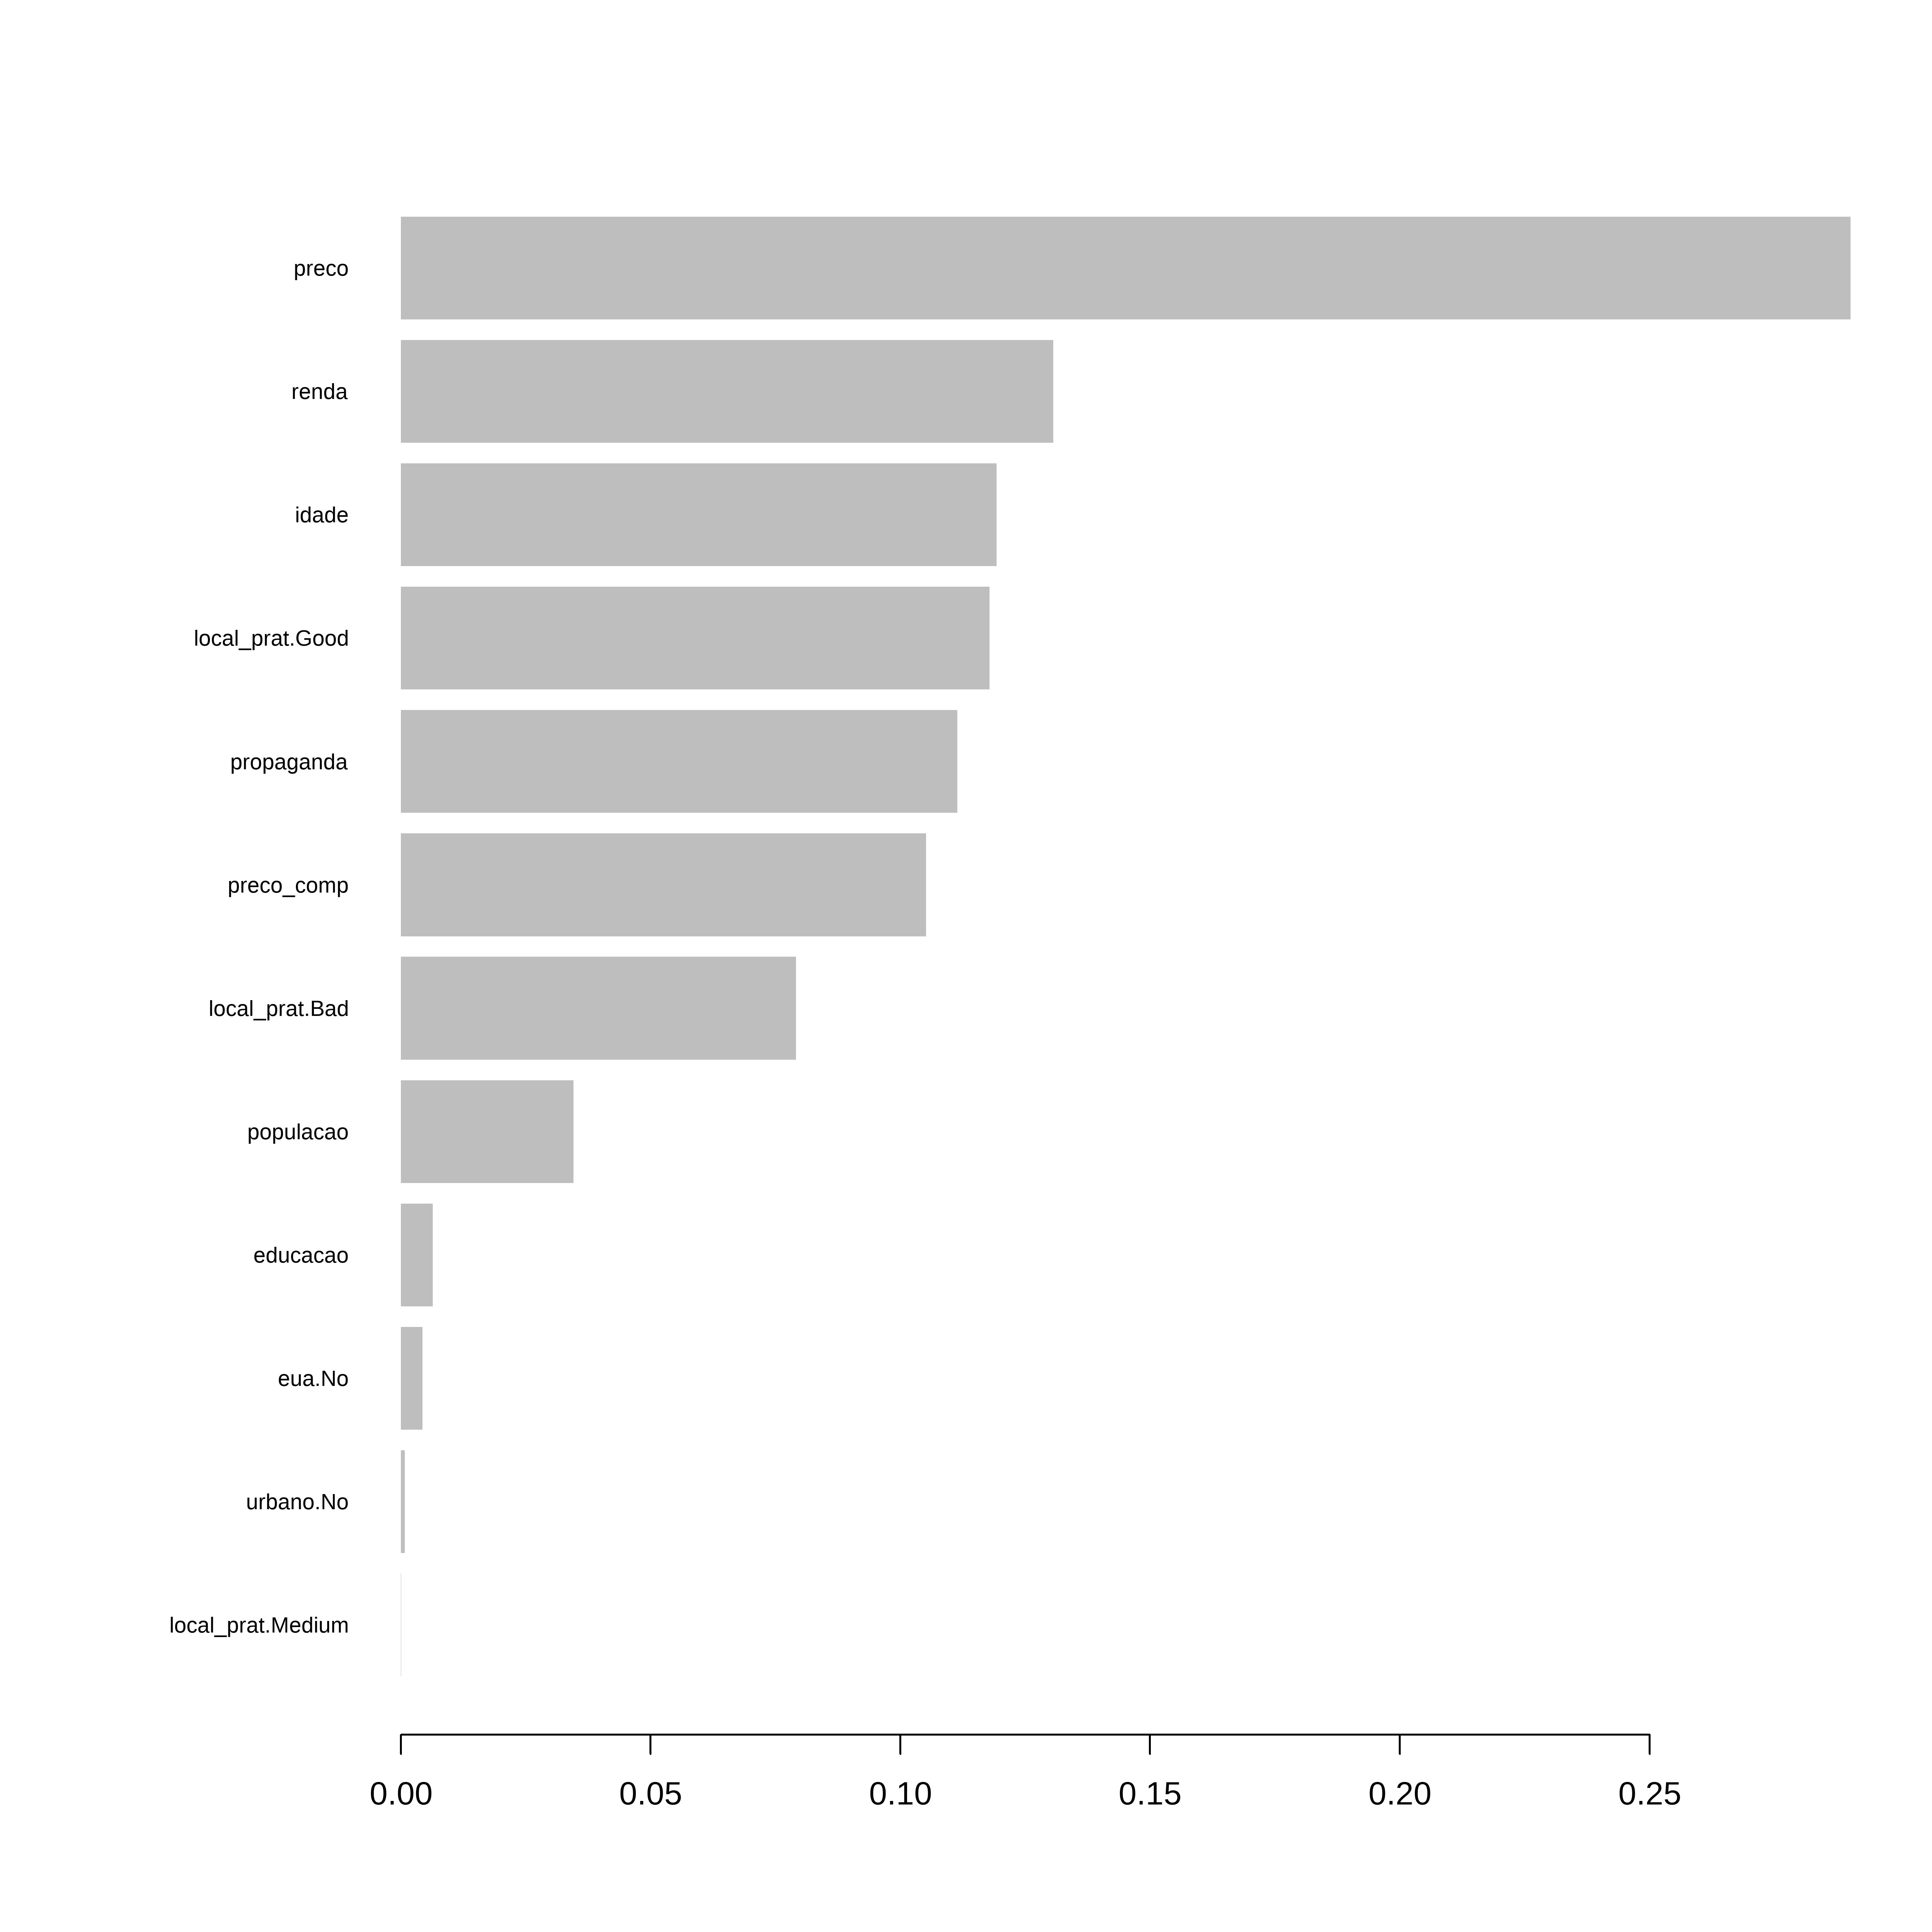 preco
renda
idade
local_prat.Good
propaganda
preco_comp
local_prat.Bad
populacao
educacao
eua.No
urbano.No
local_prat.Medium
0.00 0.05 0.10 0.15 0.20 0.25